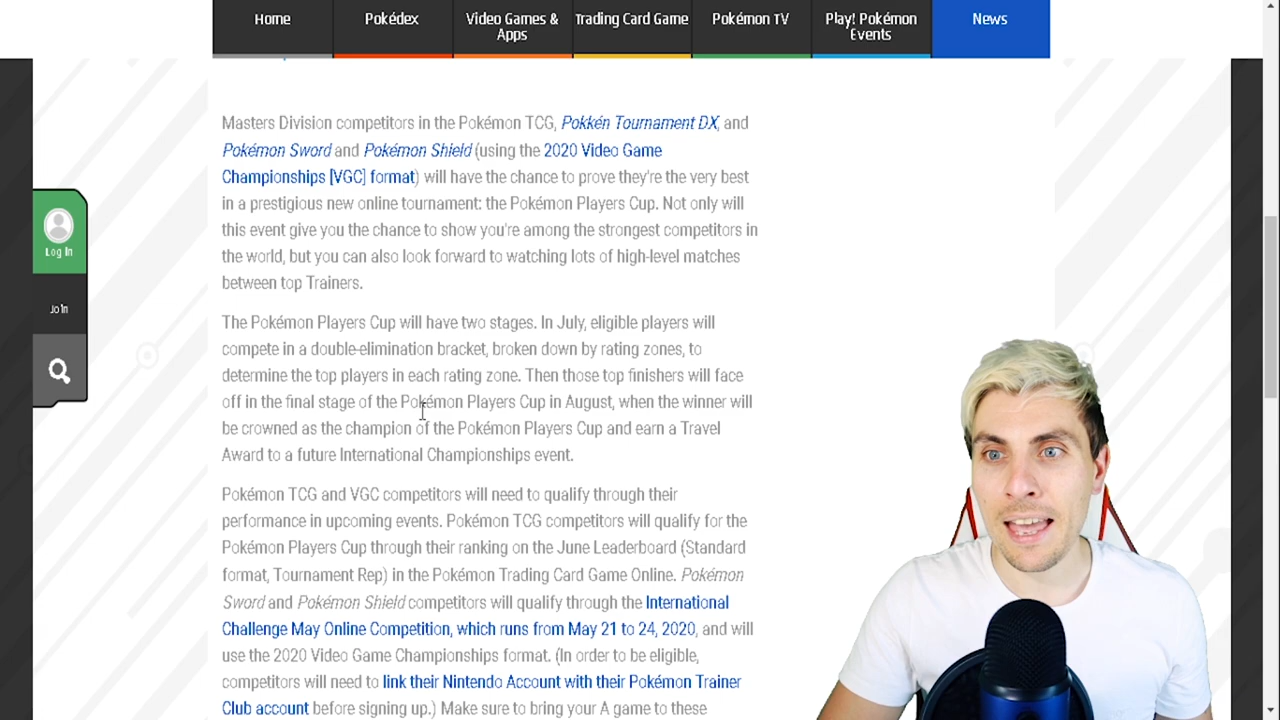 Home
Pokédex
Video Games &
Apps
Trading Card Game
Pokémon TV
Play! Pokémon
Events
News
Masters Division competitors in the Pokémon TCG, Pokkén Tournament DX, and
Pokémon Sword and Pokémon Shield (using the 2020 Video Game
Championships [VGC] format) will have the chance to prove they're the very best
in a prestigious new online tournament: the Pokémon Players Cup. Not only will
this event give you the chance to show you're among the strongest competitors in
the world, but you can also look forward to watching lots of high-level matches
between top Trainers.
The Pokémon Players Cup will have two stages. In July, eligible players will
compete in a double-elimination bracket, broken down by rating zones, to
determine the top players in each rating zone. Then those top finishers will face
off in the final stage of the Pokémon Players Cup in August, when the winner will
be crowned as the champion of the Pokémon Players Cup and earn a Travel
Award to a future International Championships event.
Pokémon TCG and VGC competitors will need to qualify through their
performance in upcoming events. Pokémon TCG competitors will qualify for the
Pokémon Players Cup through their ranking on the June Leaderboard (Standard
format, Tournament Rep) in the Pokémon Trading Card Game Online. Pokémon
Sword and Pokémon Shield competitors will qualify through the International
Challenge May Online Competition, which runs from May 21 to 24, 2020, and will
use the 2020 Video Game Championships format. (In order to be eligible,
competitors will need to link their Nintendo Account with their Pokémon Trainer
Club account before signing up.) Make sure to bring your A game to these
Log In
Join